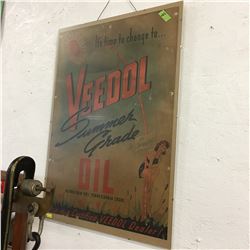 It's time to change to...
VEEDOL
Summer
Grade
OIL
VEEDOL Dealer!